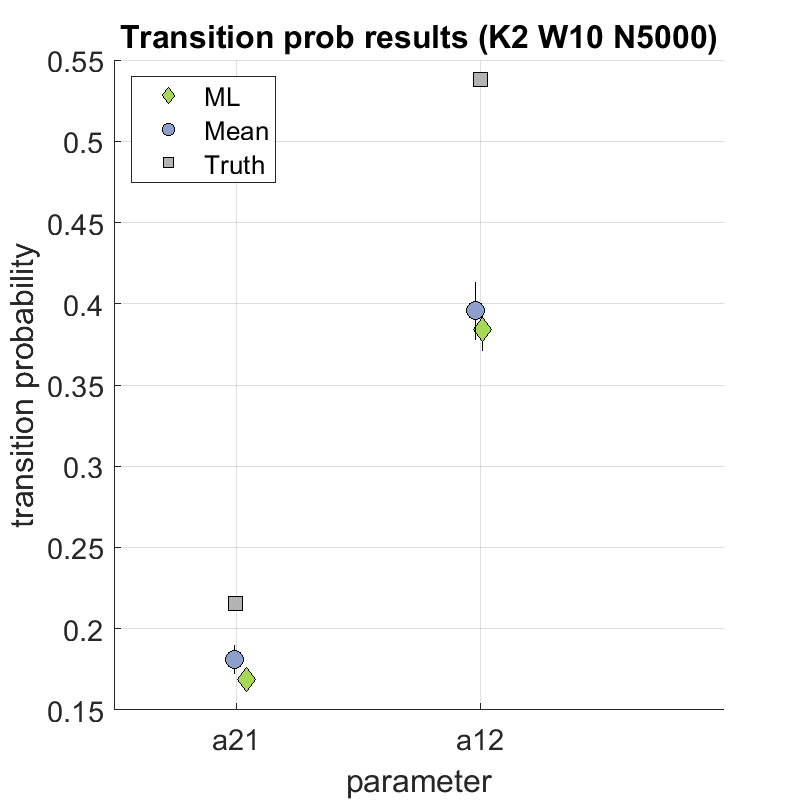 Transition prob results (K2 W10 N5000)
ML
Mean
Truth
0.55
0.5
0.45
0.4
0.35
0.3
0.25
0.2
0.15
transition probability
a21
a12
parameter